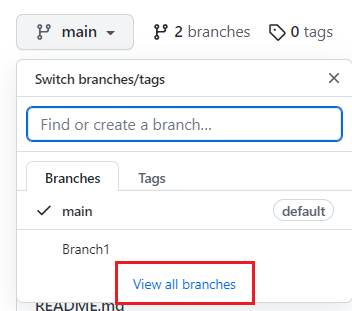 main 2 branches 0 tags
Switch branches/tags
Find or create a branch...
Branches Tags
main default
Branch1
View all branches
README.md